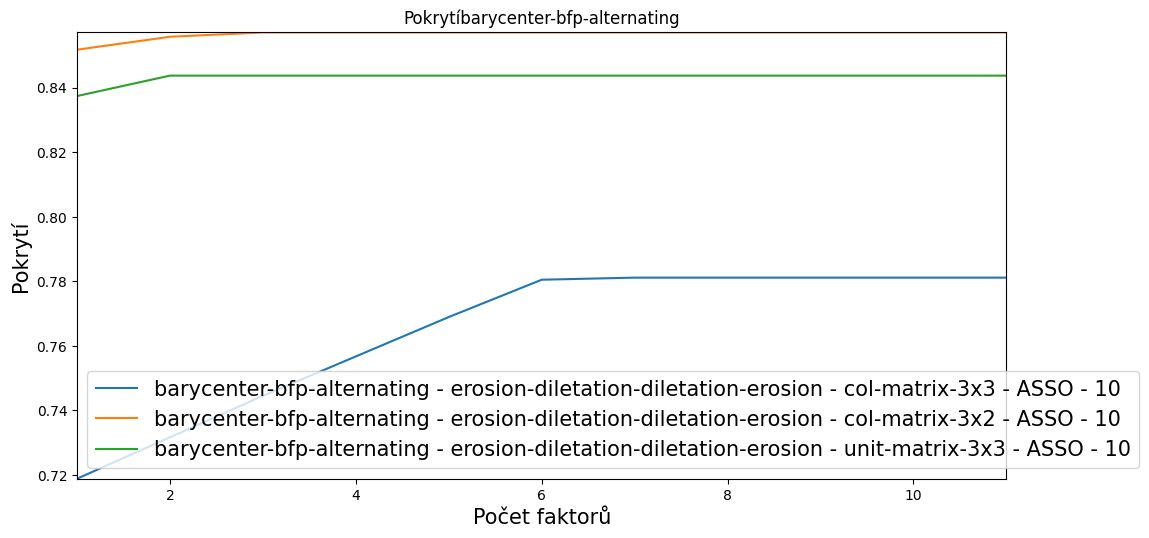 Pokrytíbarycenter-bfp-alternating
Pokrytí
0.84
0.82
0.80
0.78
0.76
0.74
0.72
barycenter-bfp-alternating - erosion-diletation-diletation-erosion - col-matrix-3x3 - ASSO - 10
barycenter-bfp-alternating - erosion-diletation-diletation-erosion - col-matrix-3x2 - ASSO - 10
barycenter-bfp-alternating - erosion-diletation-diletation-erosion - unit-matrix-3x3 - ASSO - 10
2 4 6 8 10
Počet faktorů